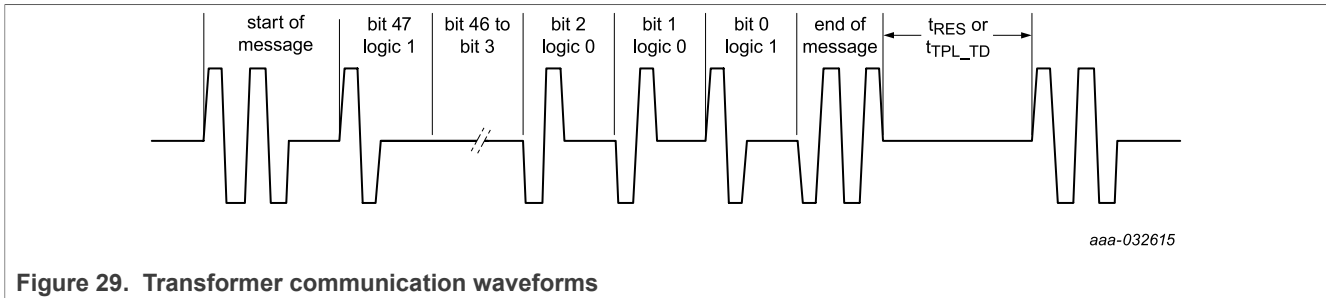 start of
message
bit 47
logic 1
bit 46 to
bit 3
bit 2
logic 0
bit 1
logic 0
bit 0
logic 1
end of
message
tRES or
tTPL_TD
aaa-032615
Figure 29. Transformer communication waveforms